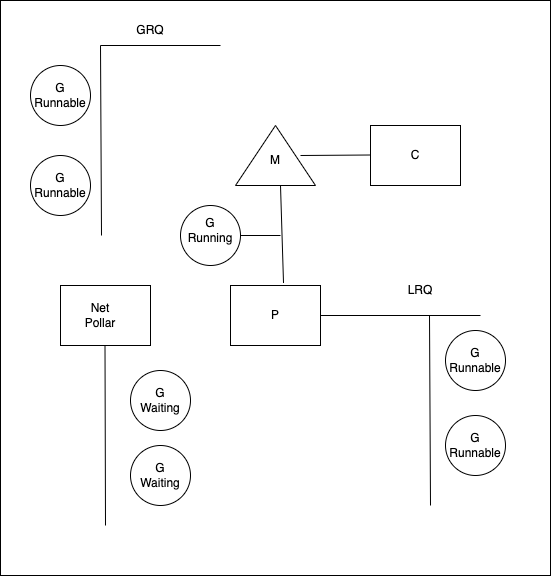 GRQ
G
Runnable
G
Runnable
M
C
G
Running
Net
Pollar
P
LRQ
G
Waiting
G
Waiting
G
Runnable
G
Runnable